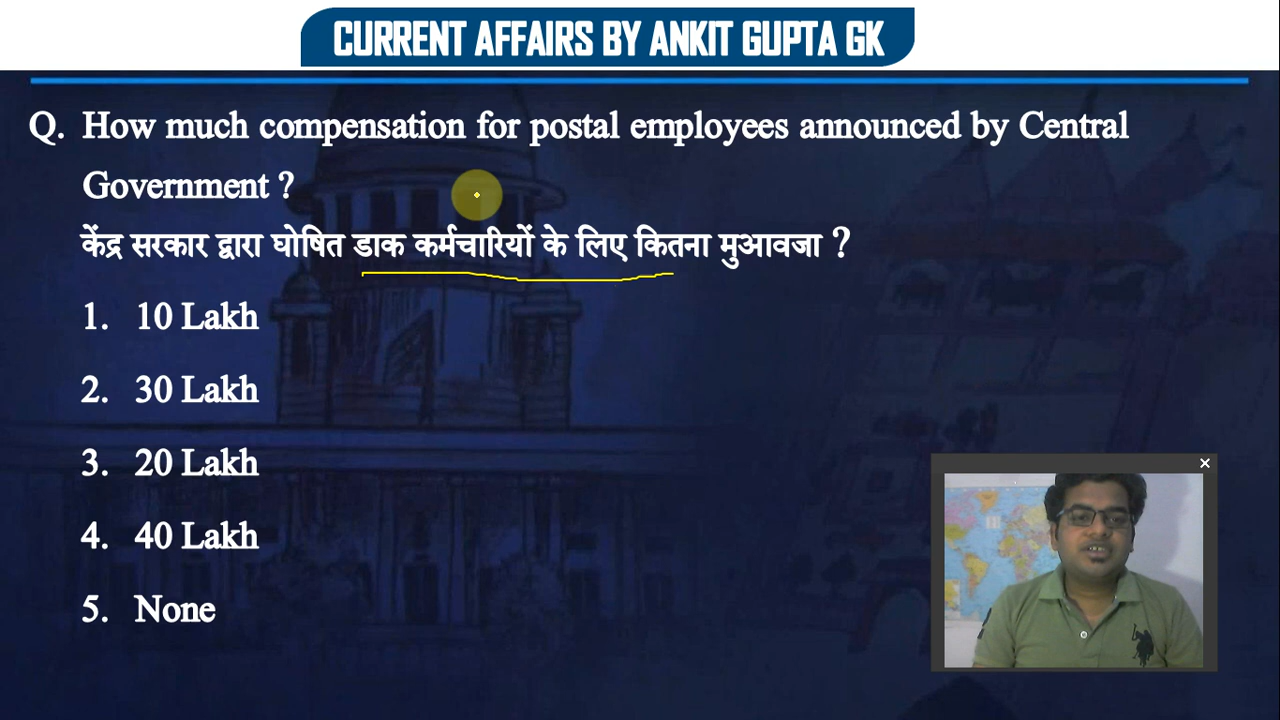 CURRENT AFFAIRS BY ANKIT GUPTA GK
Q. How much compensation for postal employees announced by Central
Government ?
केंद्र सरकार द्वारा घोषित डाक कर्मचारियों के लिए कितना मुआवजा ?
1. 10 Lakh
2. 30 Lakh
3. 20 Lakh
4. 40 Lakh
5. None